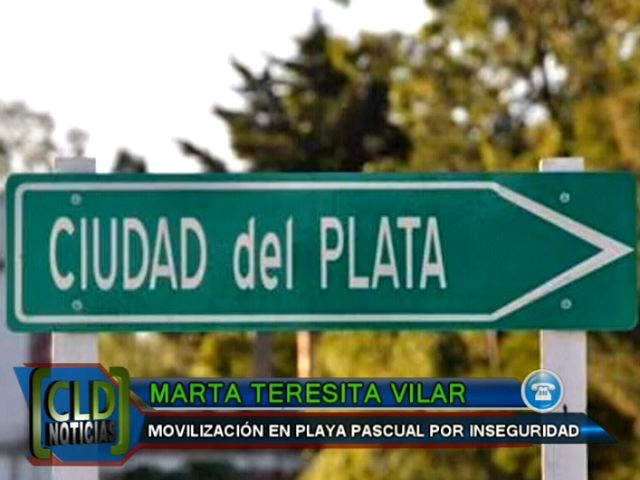 CIUDAD del PLATA
MARTA TERESITA VILAR
CLD
NOTICIAS
MOVILIZACIÓN EN PLAYA PASCUAL POR INSEGURIDAD